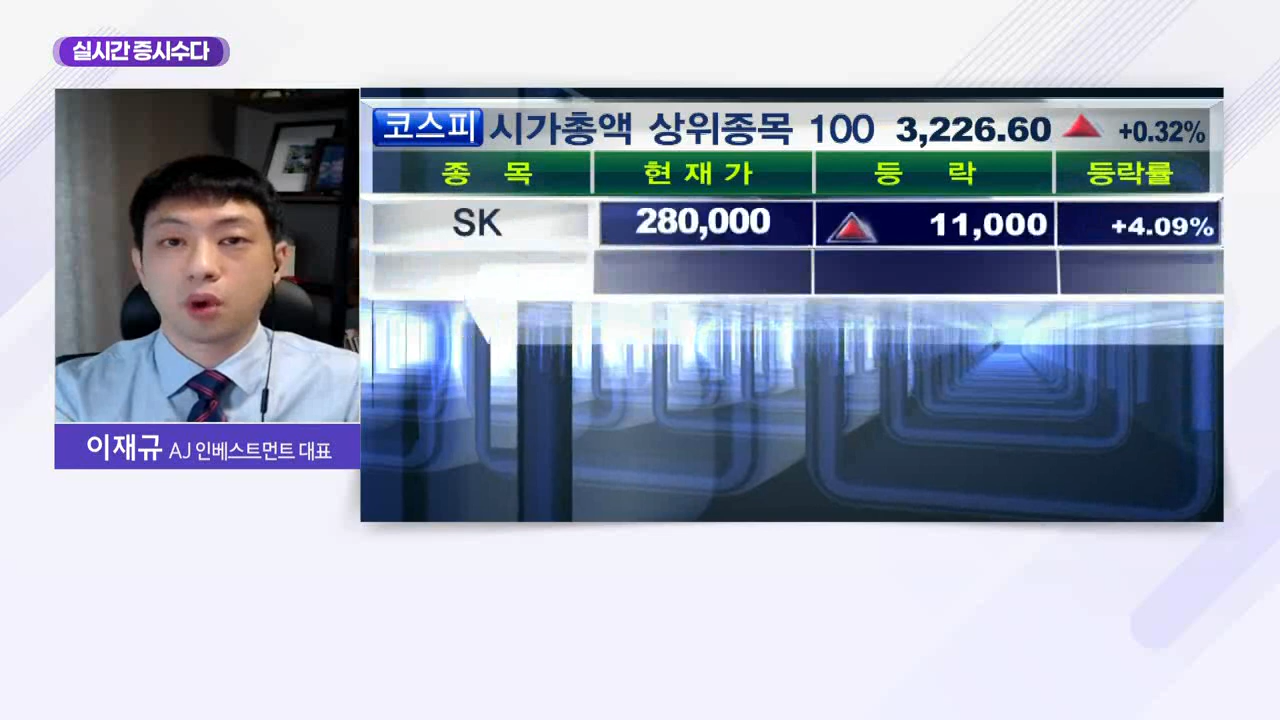 실시간 증시수다
코스피 시가총액 상위종목 100 3,226.60 +0.32%
종 목 현 재 가 등 락 등락률
SK 280,000 11,000 +4.09%
이재규 AJ 인베스트먼트 대표